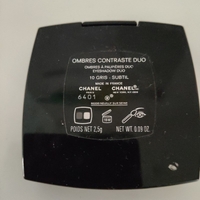 OMBRES CONTRASTE DUO
OMBRES À PAUPIÈRES DUO
EYESHADOW DUO
10 GRIS - SUBTIL
MADE IN FRANCE
CHANEL CHANEL
PARIS
6401
POIDS NET 2,5g NET WT. 0.09 OZ.